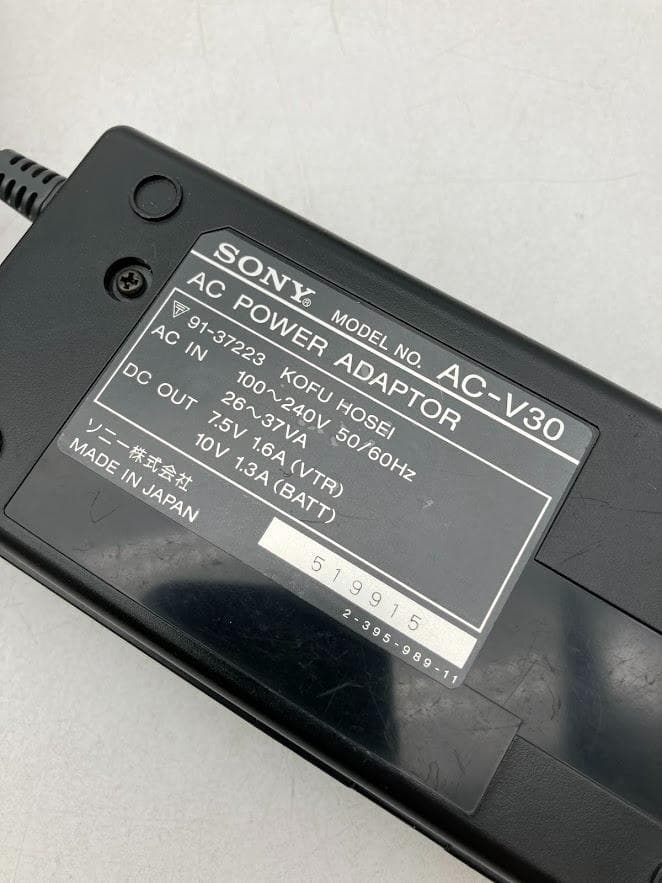 SONY® MODEL NO. AC-V30
AC POWER ADAPTOR
91-37223 KOFU HOSEI
AC IN 100～240V 50/60Hz
26～37VA
DC OUT 7.5V 1.6A (VTR)
10V 1.3A (BATT)
ソニー株式会社
MADE IN JAPAN
519915
2-395-989-11